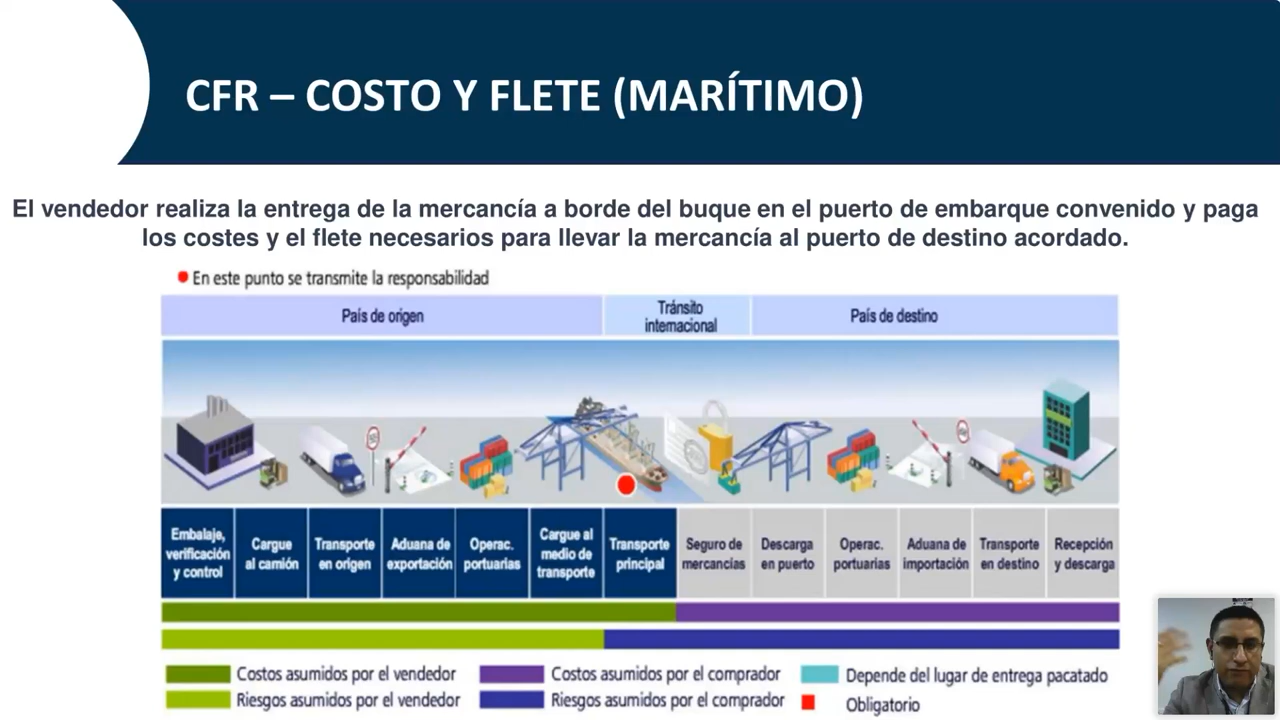 CFR – COSTO Y FLETE (MARÍTIMO)
El vendedor realiza la entrega de la mercancía a borde del buque en el puerto de embarque convenido y paga
los costes y el flete necesarios para llevar la mercancía al puerto de destino acordado.
En este punto se transmite la responsabilidad
País de origen
Tránsito
internacional
País de destino
Embalaje,
verificación
y control
Cargue
al camión
Transporte
en origen
Aduana de
exportación
Operac.
portuarias
Cargue al
medio de
transporte
Transporte
principal
Seguro de
mercancías
Descarga
en puerto
Operac.
portuarias
Aduana de
importación
Transporte
en destino
Recepción
y descarga
Costos asumidos por el vendedor
Costos asumidos por el comprador
Depende del lugar de entrega pacatado
Riesgos asumidos por el vendedor
Riesgos asumidos por el comprador
Obligatorio